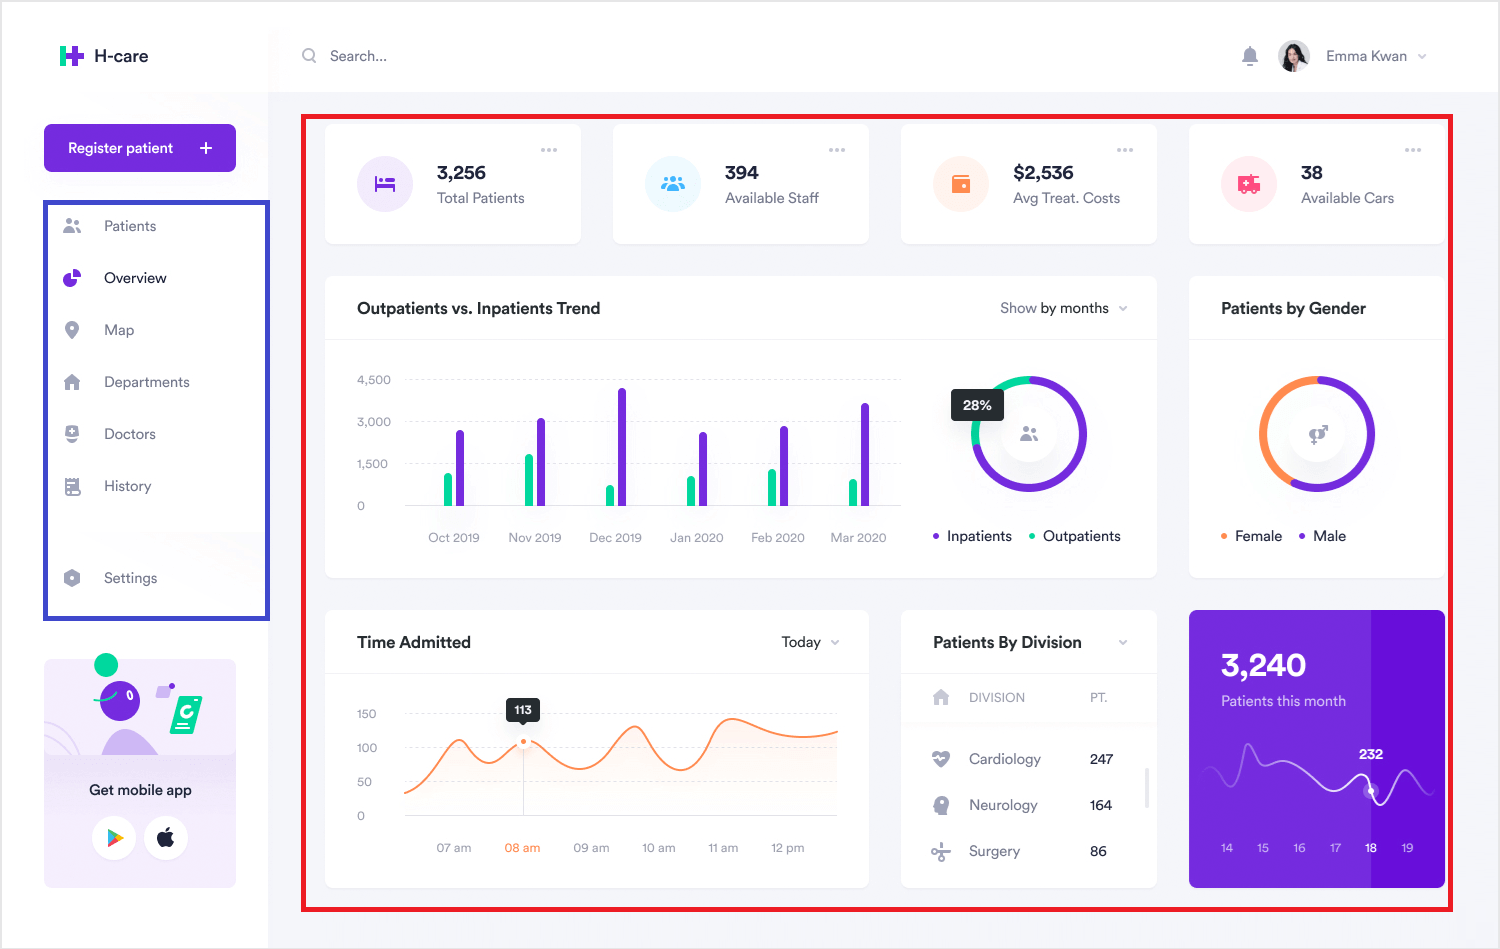 H-care
Search...
Emma Kwan
Register patient
Patients
Overview
Map
Departments
Doctors
History
Settings
Get mobile app
3,256
Total Patients
394
Available Staff
$2,536
Avg Treat. Costs
38
Available Cars
Outpatients vs. Inpatients Trend
Show by months
4,500
3,000
1,500
0
Oct 2019 Nov 2019 Dec 2019 Jan 2020 Feb 2020 Mar 2020
28%
Inpatients Outpatients
Patients by Gender
Female Male
Time Admitted
Today
150
100
50
0
113
07 am 08 am 09 am 10 am 11 am 12 pm
Patients By Division
DIVISION PT.
Cardiology 247
Neurology 164
Surgery 86
3,240
Patients this month
232
14 15 16 17 18 19